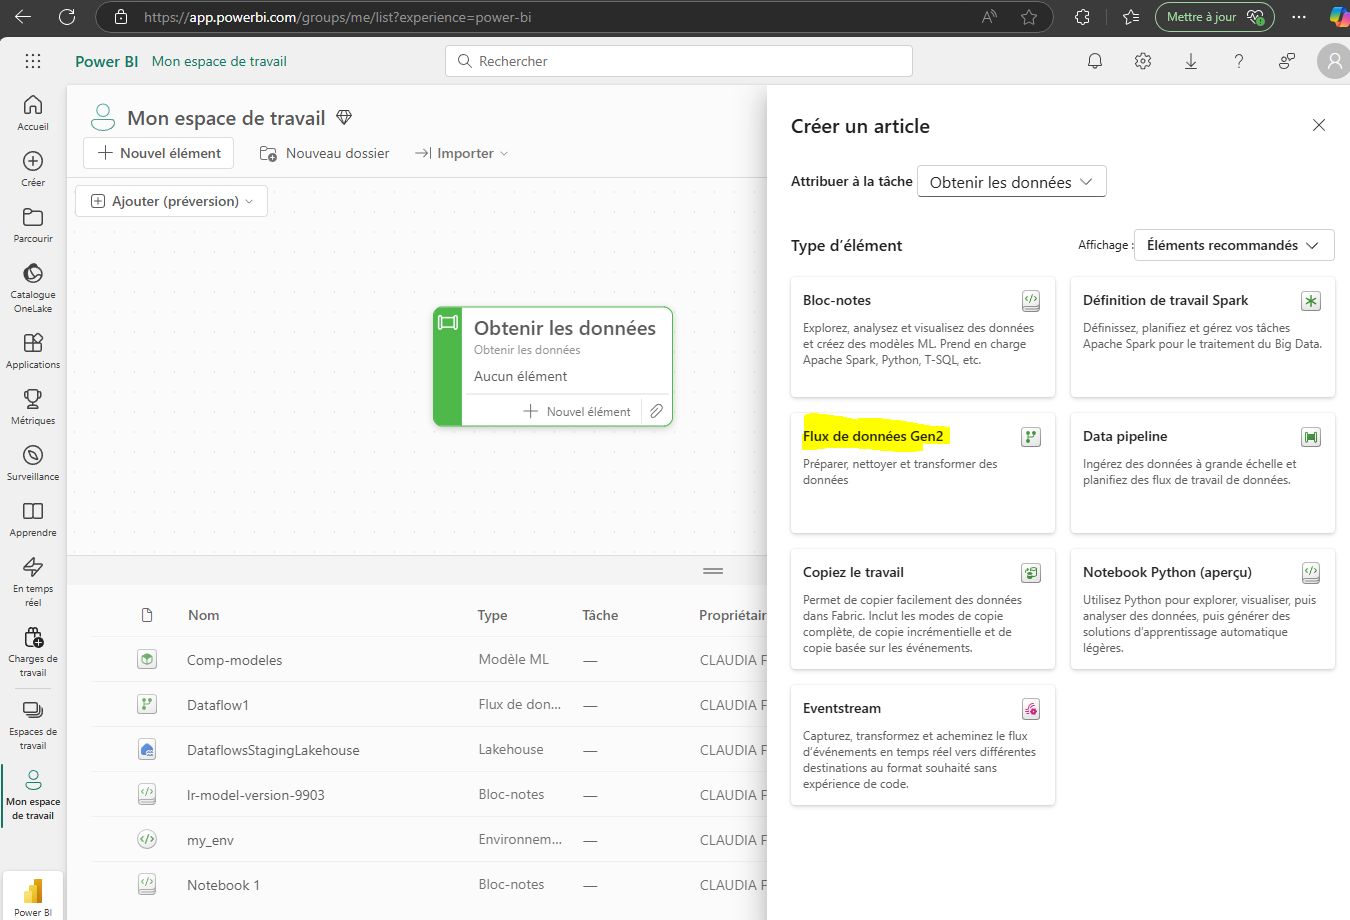 https://app.powerbi.com/groups/me/list?experience=power-bi
Mettre à jour
Power BI Mon espace de travail
Rechercher
Accueil
Créer
Parcourir
Catalogue
OneLake
Applications
Métriques
Surveillance
Apprendre
En temps
réel
Charges de
travail
Espaces de
travail
Mon espace
de travail
Power BI
Mon espace de travail
Nouvel élément
Nouveau dossier
Importer
Ajouter (préversion)
Obtenir les données
Obtenir les données
Aucun élément
Nouvel élément
Nom Type Tâche Propriétair
Comp-modeles Modèle ML — CLAUDIA F
Dataflow1 Flux de don... — CLAUDIA F
DataflowsStagingLakehouse Lakehouse — CLAUDIA F
lr-model-version-9903 Bloc-notes — CLAUDIA F
my_env Environnem... — CLAUDIA F
Notebook 1 Bloc-notes — CLAUDIA F
Créer un article
Attribuer à la tâche Obtenir les données
Type d'élément
Affichage : Éléments recommandés
Bloc-notes
Explorez, analysez et visualisez des données
et créez des modèles ML. Prend en charge
Apache Spark, Python, T-SQL, etc.
Définition de travail Spark
Définissez, planifiez et gérez vos tâches
Apache Spark pour le traitement du Big Data.
Flux de données Gen2
Préparer, nettoyer et transformer des
données
Data pipeline
Ingérez des données à grande échelle et
planifiez des flux de travail de données.
Copiez le travail
Permet de copier facilement des données
dans Fabric. Inclut les modes de copie
complète, de copie incrémentielle et de
copie basée sur les événements.
Notebook Python (aperçu)
Utilisez Python pour explorer, visualiser, puis
analyser des données, puis générer des
solutions d'apprentissage automatique
légères.
Eventstream
Capturez, transformez et acheminez le flux
d'événements en temps réel vers différentes
destinations au format souhaité sans
expérience de code.